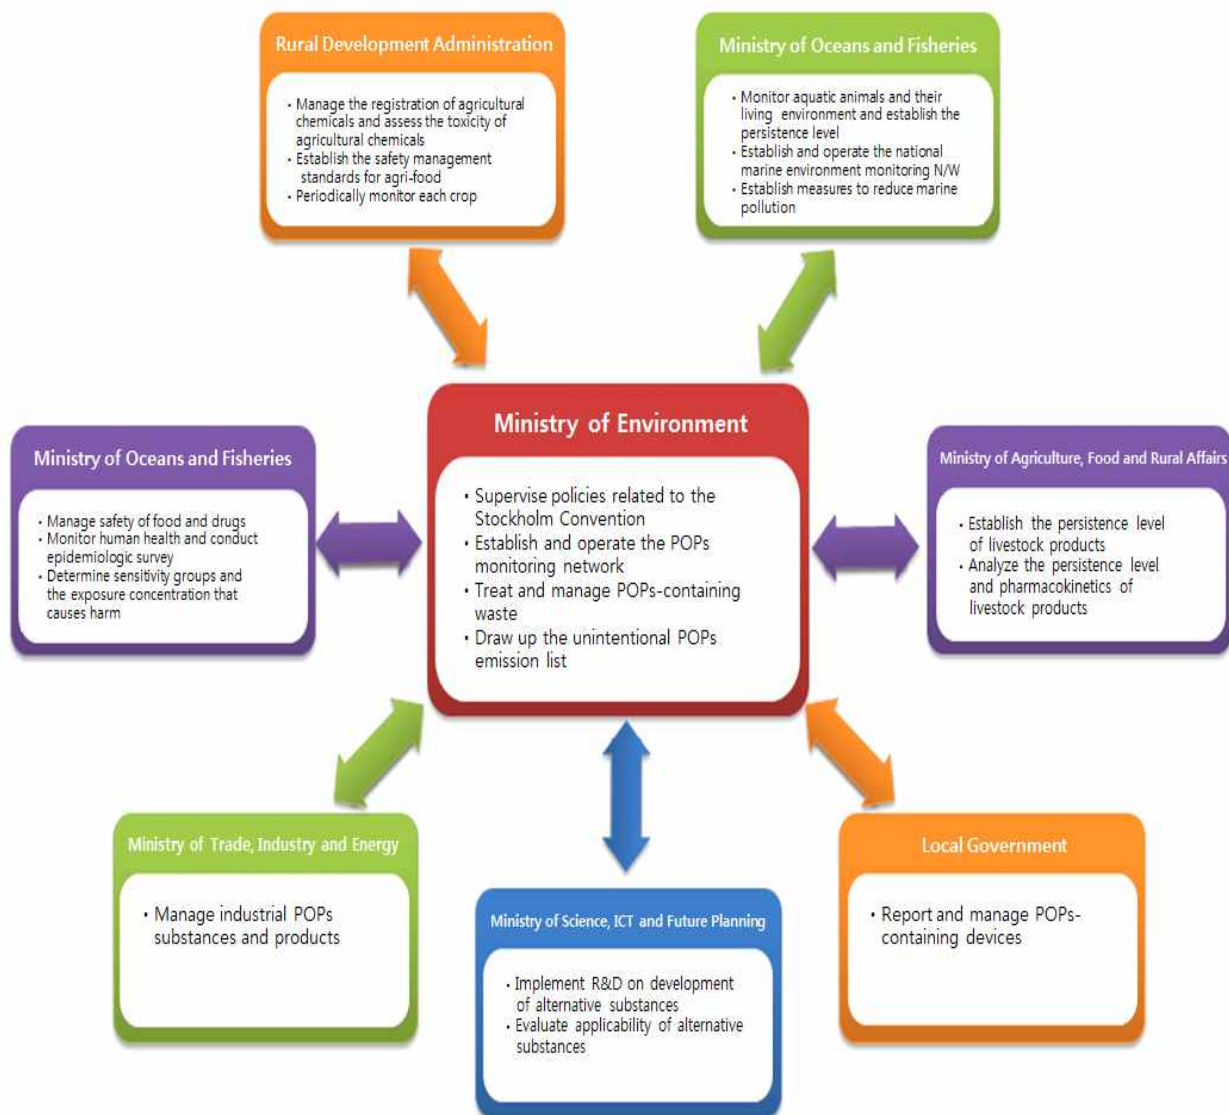 Rural Development Administration
• Manage the registration of agricultural
chemicals and assess the toxicity of
agricultural chemicals
• Establish the safety management
standards for agri-food
• Periodically monitor each crop
Ministry of Oceans and Fisheries
• Monitor aquatic animals and their
living environment and establish the
persistence level
• Establish and operate the national
marine environment monitoring N/W
• Establish measures to reduce marine
pollution
Ministry of Oceans and Fisheries
• Manage safety of food and drugs
• Monitor human health and conduct
epidemiologic survey
• Determine sensitivity groups and
the exposure concentration that
causes harm
Ministry of Environment
• Supervise policies related to the
Stockholm Convention
• Establish and operate the POPs
monitoring network
• Treat and manage POPs-containing
waste
• Draw up the unintentional POPs
emission list
Ministry of Agriculture, Food and Rural Affairs
• Establish the persistence level
of livestock products
• Analyze the persistence level
and pharmacokinetics of
livestock products
Ministry of Trade, Industry and Energy
• Manage industrial POPs
substances and products
Ministry of Science, ICT and Future Planning
• Implement R&D on development
of alternative substances
• Evaluate applicability of alternative
substances
Local Government
• Report and manage POPs-
containing devices